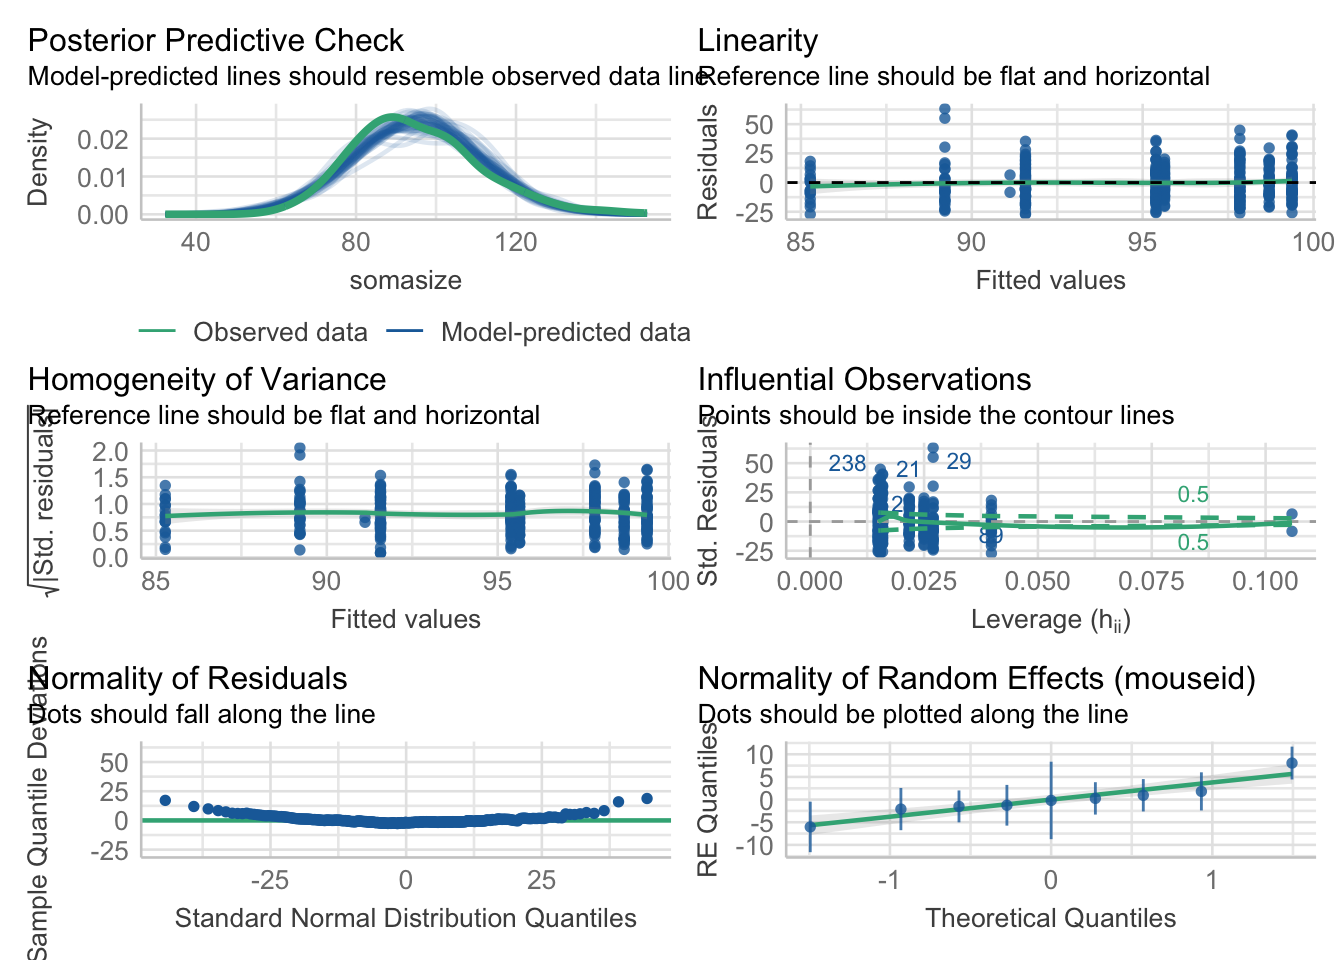 Posterior Predictive Check
Model-predicted lines should resemble observed data line
Density
0.02
0.01
0.00
40 80 120
somasize
Observed data Model-predicted data
Linearity
Reference line should be flat and horizontal
Residuals
50
25
0
-25
85 90 95 100
Fitted values
Homogeneity of Variance
Reference line should be flat and horizontal
√|Std. residuals|
2.0
1.5
1.0
0.5
0.0
85 90 95 100
Fitted values
Influential Observations
Points should be inside the contour lines
Std. Residuals
50
25
0
-25
238
21
29
2
89
0.5
0.5
0.000 0.025 0.050 0.075 0.100
Leverage (hii)
Normality of Residuals
Dots should fall along the line
Sample Quantile Deviations
50
25
0
-25
-25 0 25
Standard Normal Distribution Quantiles
Normality of Random Effects (mouseid)
Dots should be plotted along the line
RE Quantiles
10
5
0
-5
-10
-1 0 1
Theoretical Quantiles